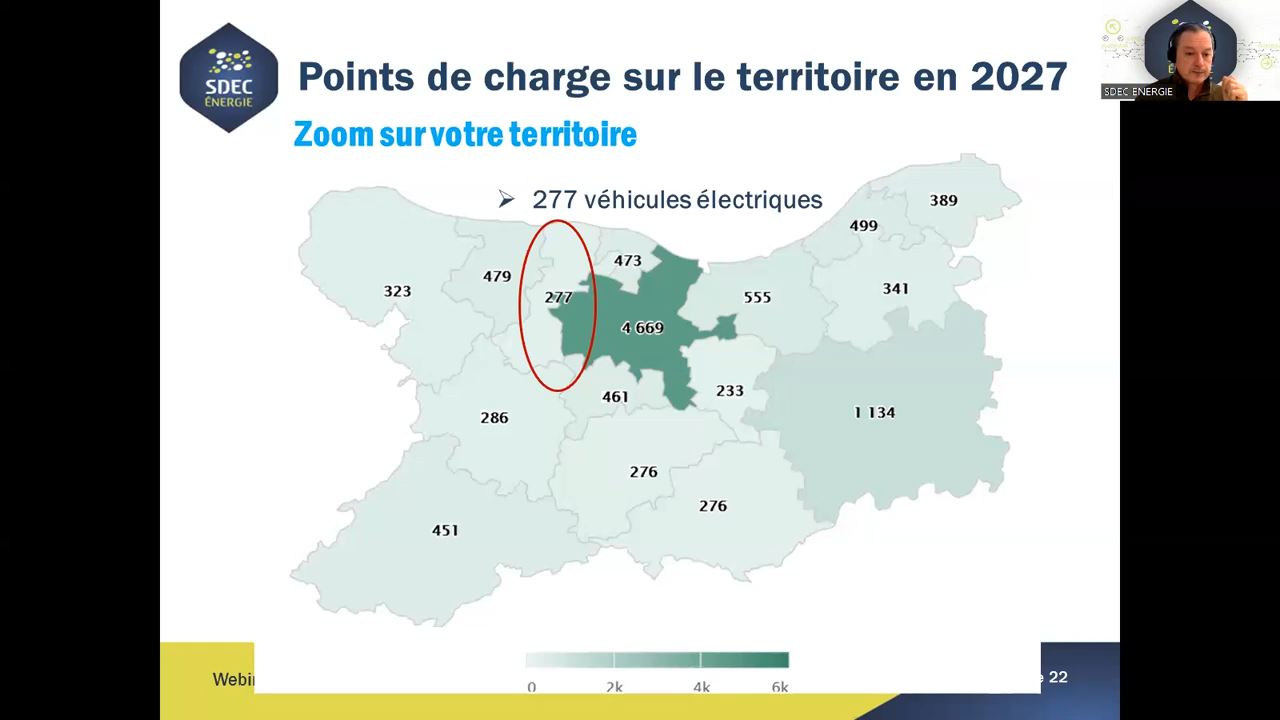 SDEC
ÉNERGIE
Points de charge sur le territoire en 2027
SDEC ENERGIE
Zoom sur votre territoire
➢ 277 véhicules électriques
389
499
473
479
277
323
341
555
4 669
233
461
1 134
286
276
276
451
0 2k 4k 6k
22